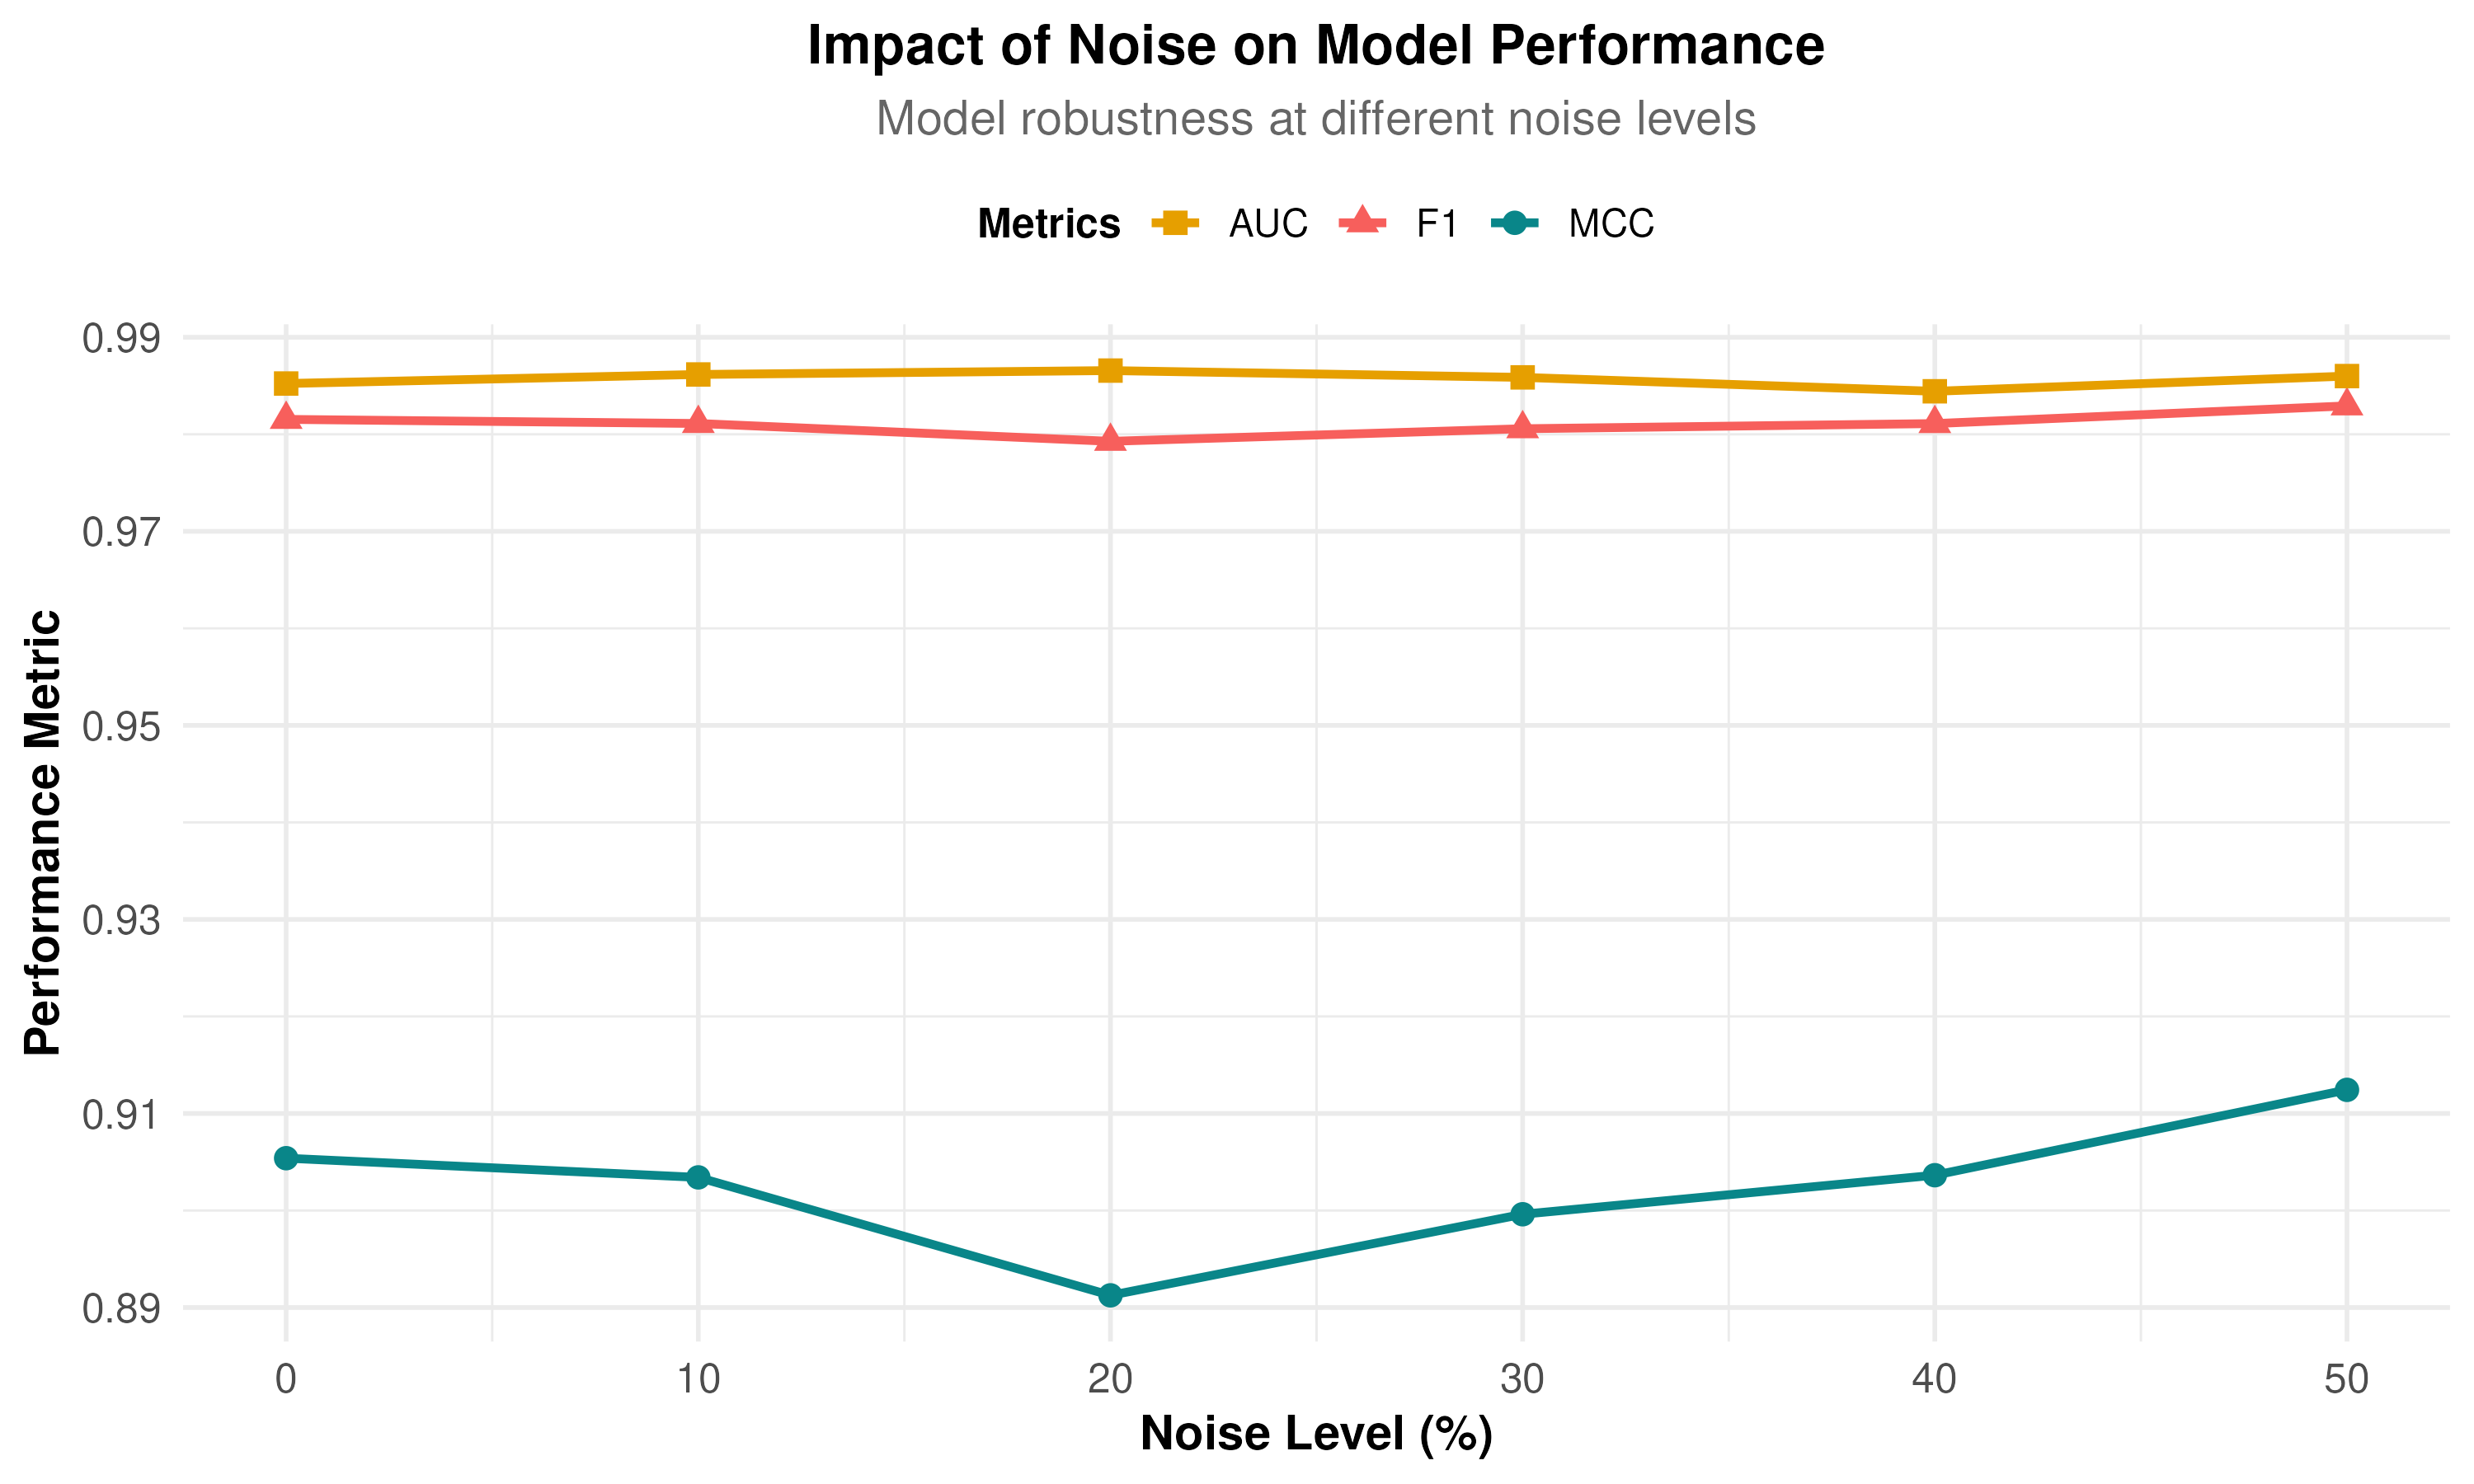 Impact of Noise on Model Performance
Model robustness at different noise levels
Metrics AUC F1 MCC
0.99
0.97
0.95
0.93
0.91
0.89
Performance Metric
0 10 20 30 40 50
Noise Level (%)